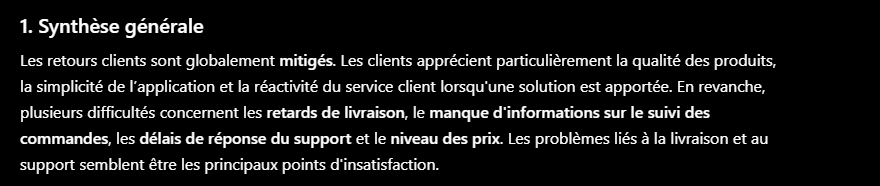 1. Synthèse générale
Les retours clients sont globalement mitigés. Les clients apprécient particulièrement la qualité des produits,
la simplicité de l'application et la réactivité du service client lorsqu'une solution est apportée. En revanche,
plusieurs difficultés concernent les retards de livraison, le manque d'informations sur le suivi des
commandes, les délais de réponse du support et le niveau des prix. Les problèmes liés à la livraison et au
support semblent être les principaux points d'insatisfaction.